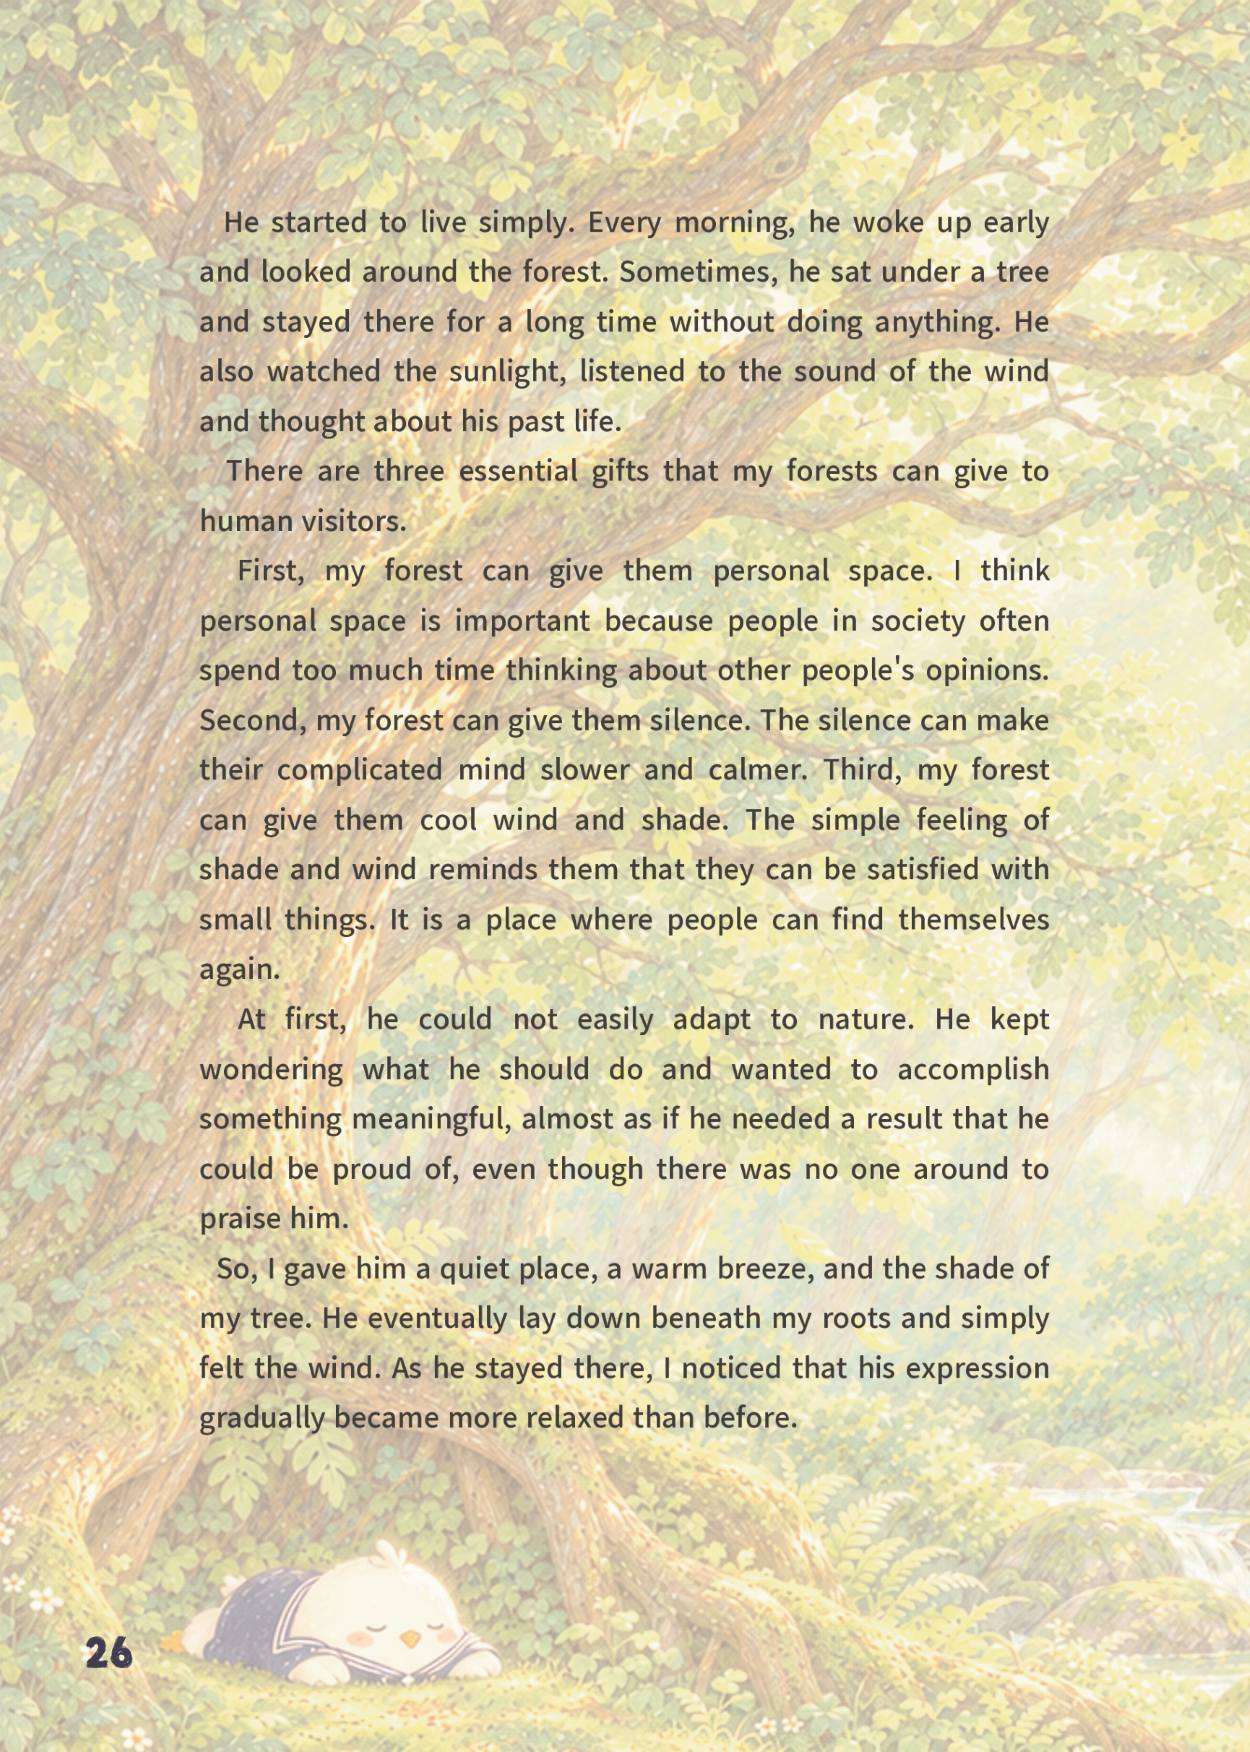 He started to live simply. Every morning, he woke up early
and looked around the forest. Sometimes, he sat under a tree
and stayed there for a long time without doing anything. He
also watched the sunlight, listened to the sound of the wind
and thought about his past life.
There are three essential gifts that my forests can give to
human visitors.
First, my forest can give them personal space. I think
personal space is important because people in society often
spend too much time thinking about other people's opinions.
Second, my forest can give them silence. The silence can make
their complicated mind slower and calmer. Third, my forest
can give them cool wind and shade. The simple feeling of
shade and wind reminds them that they can be satisfied with
small things. It is a place where people can find themselves
again.
At first, he could not easily adapt to nature. He kept
wondering what he should do and wanted to accomplish
something meaningful, almost as if he needed a result that he
could be proud of, even though there was no one around to
praise him.
So, I gave him a quiet place, a warm breeze, and the shade of
my tree. He eventually lay down beneath my roots and simply
felt the wind. As he stayed there, I noticed that his expression
gradually became more relaxed than before.
26